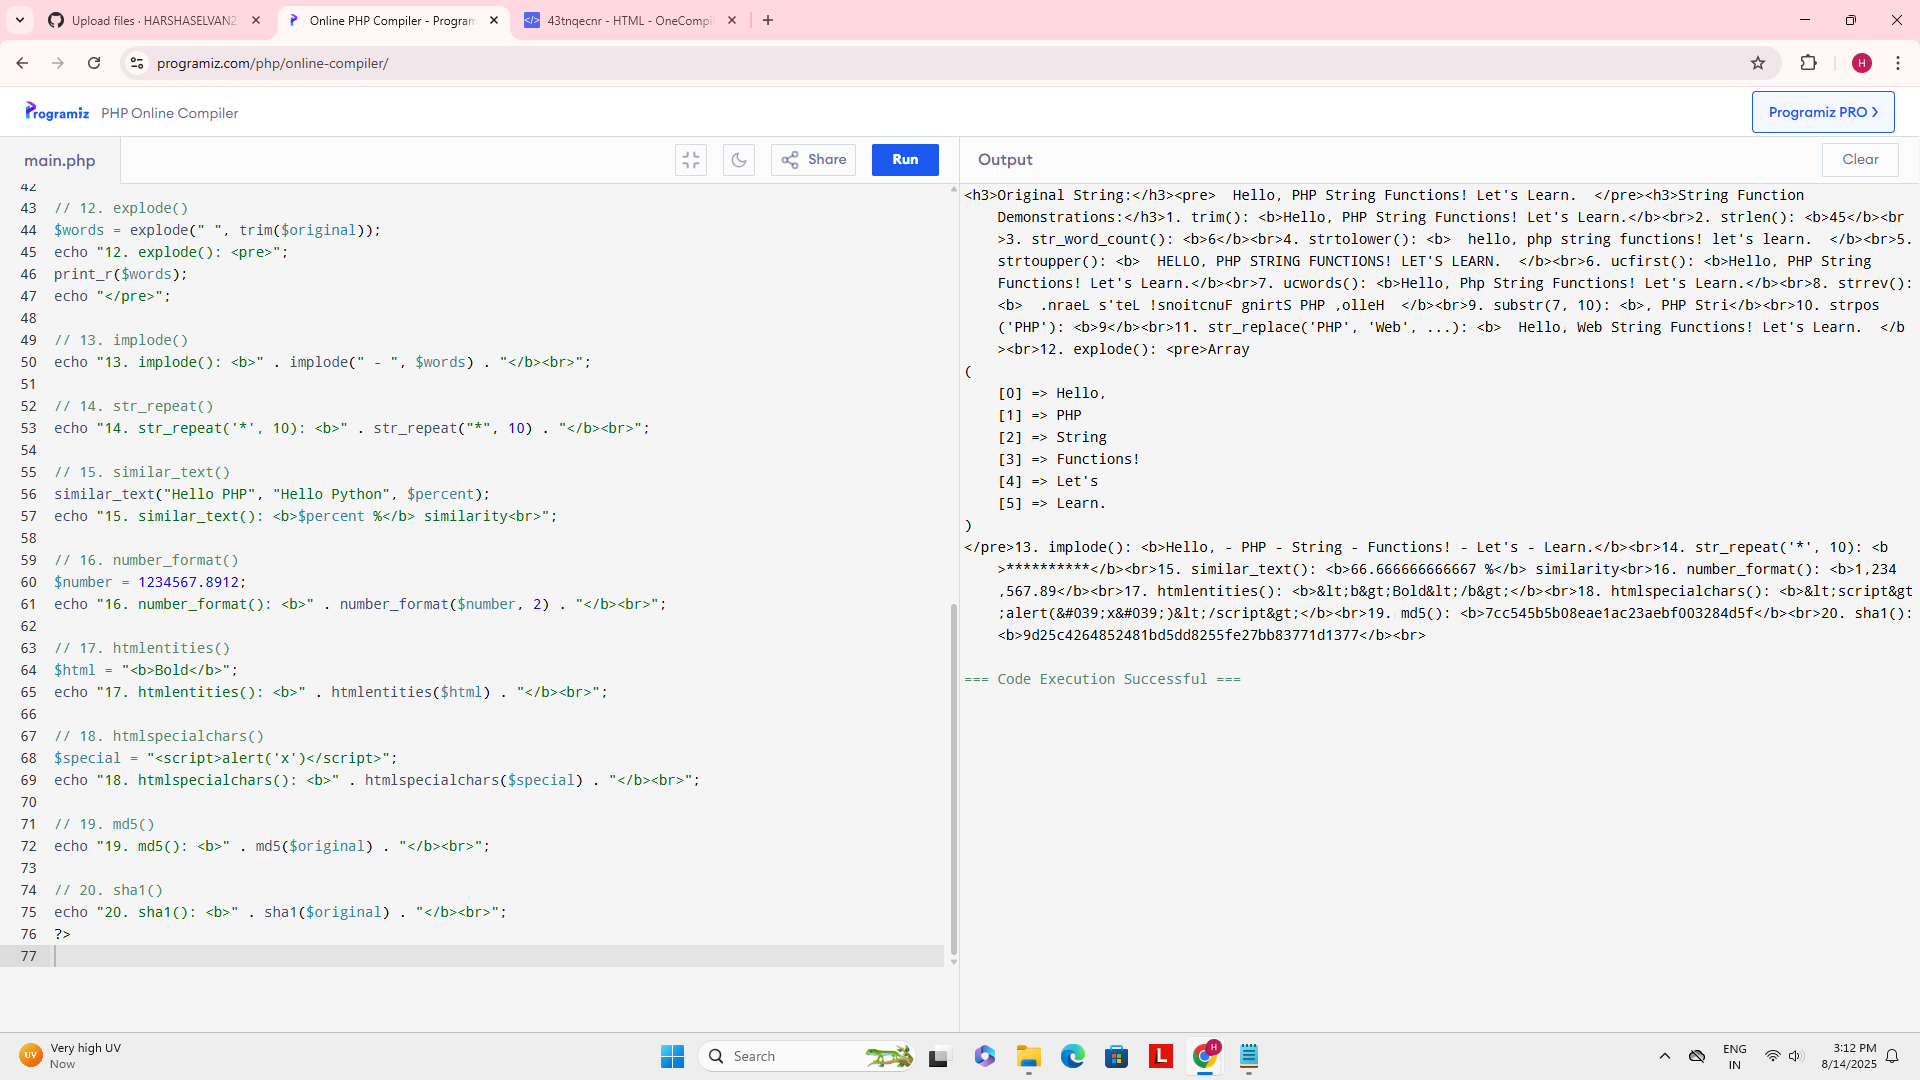 Upload files · HARSHASELVAN2
Online PHP Compiler - Program
43tnqecnr - HTML - OneCompil
programiz.com/php/online-compiler/
H
Programiz
PHP Online Compiler
Programiz PRO ›
main.php
Share
Run
Output
Clear
42
43 // 12. explode()
44 $words = explode(" ", trim($original));
45 echo "12. explode(): <pre>";
46 print_r($words);
47 echo "</pre>";
48
49 // 13. implode()
50 echo "13. implode(): <b>" . implode(" - ", $words) . "</b><br>";
51
52 // 14. str_repeat()
53 echo "14. str_repeat('*', 10): <b>" . str_repeat("*", 10) . "</b><br>";
54
55 // 15. similar_text()
56 similar_text("Hello PHP", "Hello Python", $percent);
57 echo "15. similar_text(): <b>$percent %</b> similarity<br>";
58
59 // 16. number_format()
60 $number = 1234567.8912;
61 echo "16. number_format(): <b>" . number_format($number, 2) . "</b><br>";
62
63 // 17. htmlentities()
64 $html = "<b>Bold</b>";
65 echo "17. htmlentities(): <b>" . htmlentities($html) . "</b><br>";
66
67 // 18. htmlspecialchars()
68 $special = "<script>alert('x')</script>";
69 echo "18. htmlspecialchars(): <b>" . htmlspecialchars($special) . "</b><br>";
70
71 // 19. md5()
72 echo "19. md5(): <b>" . md5($original) . "</b><br>";
73
74 // 20. sha1()
75 echo "20. sha1(): <b>" . sha1($original) . "</b><br>";
76 ?>
77
<h3>Original String:</h3><pre>  Hello, PHP String Functions! Let's Learn.  </pre><h3>String Function
Demonstrations:</h3>1. trim(): <b>Hello, PHP String Functions! Let's Learn.</b><br>2. strlen(): <b>45</b><br
>3. str_word_count(): <b>6</b><br>4. strtolower(): <b>  hello, php string functions! let's learn.  </b><br>5.
strtoupper(): <b>  HELLO, PHP STRING FUNCTIONS! LET'S LEARN.  </b><br>6. ucfirst(): <b>Hello, PHP String
Functions! Let's Learn.</b><br>7. ucwords(): <b>Hello, Php String Functions! Let's Learn.</b><br>8. strrev():
<b>  .nraeL s'teL !snoitcnuF gnirtS PHP ,olleH  </b><br>9. substr(7, 10): <b>, PHP Stri</b><br>10. strpos
('PHP'): <b>9</b><br>11. str_replace('PHP', 'Web', ...): <b>  Hello, Web String Functions! Let's Learn.  </b
><br>12. explode(): <pre>Array
(
[0] => Hello,
[1] => PHP
[2] => String
[3] => Functions!
[4] => Let's
[5] => Learn.
)
</pre>13. implode(): <b>Hello, - PHP - String - Functions! - Let's - Learn.</b><br>14. str_repeat('*', 10): <b
>**********</b><br>15. similar_text(): <b>66.666666666667 %</b> similarity<br>16. number_format(): <b>1,234
,567.89</b><br>17. htmlentities(): <b>&lt;b&gt;Bold&lt;/b&gt;</b><br>18. htmlspecialchars(): <b>&lt;script&gt
;alert(&#039;x&#039;)&lt;/script&gt;</b><br>19. md5(): <b>7cc545b5b08eae1ac23aebf003284d5f</b><br>20. sha1():
<b>9d25c4264852481bd5dd8255fe27bb83771d1377</b><br>
=== Code Execution Successful ===
UV
Very high UV
Now
Search
L
H
ENG
IN
3:12 PM
8/14/2025